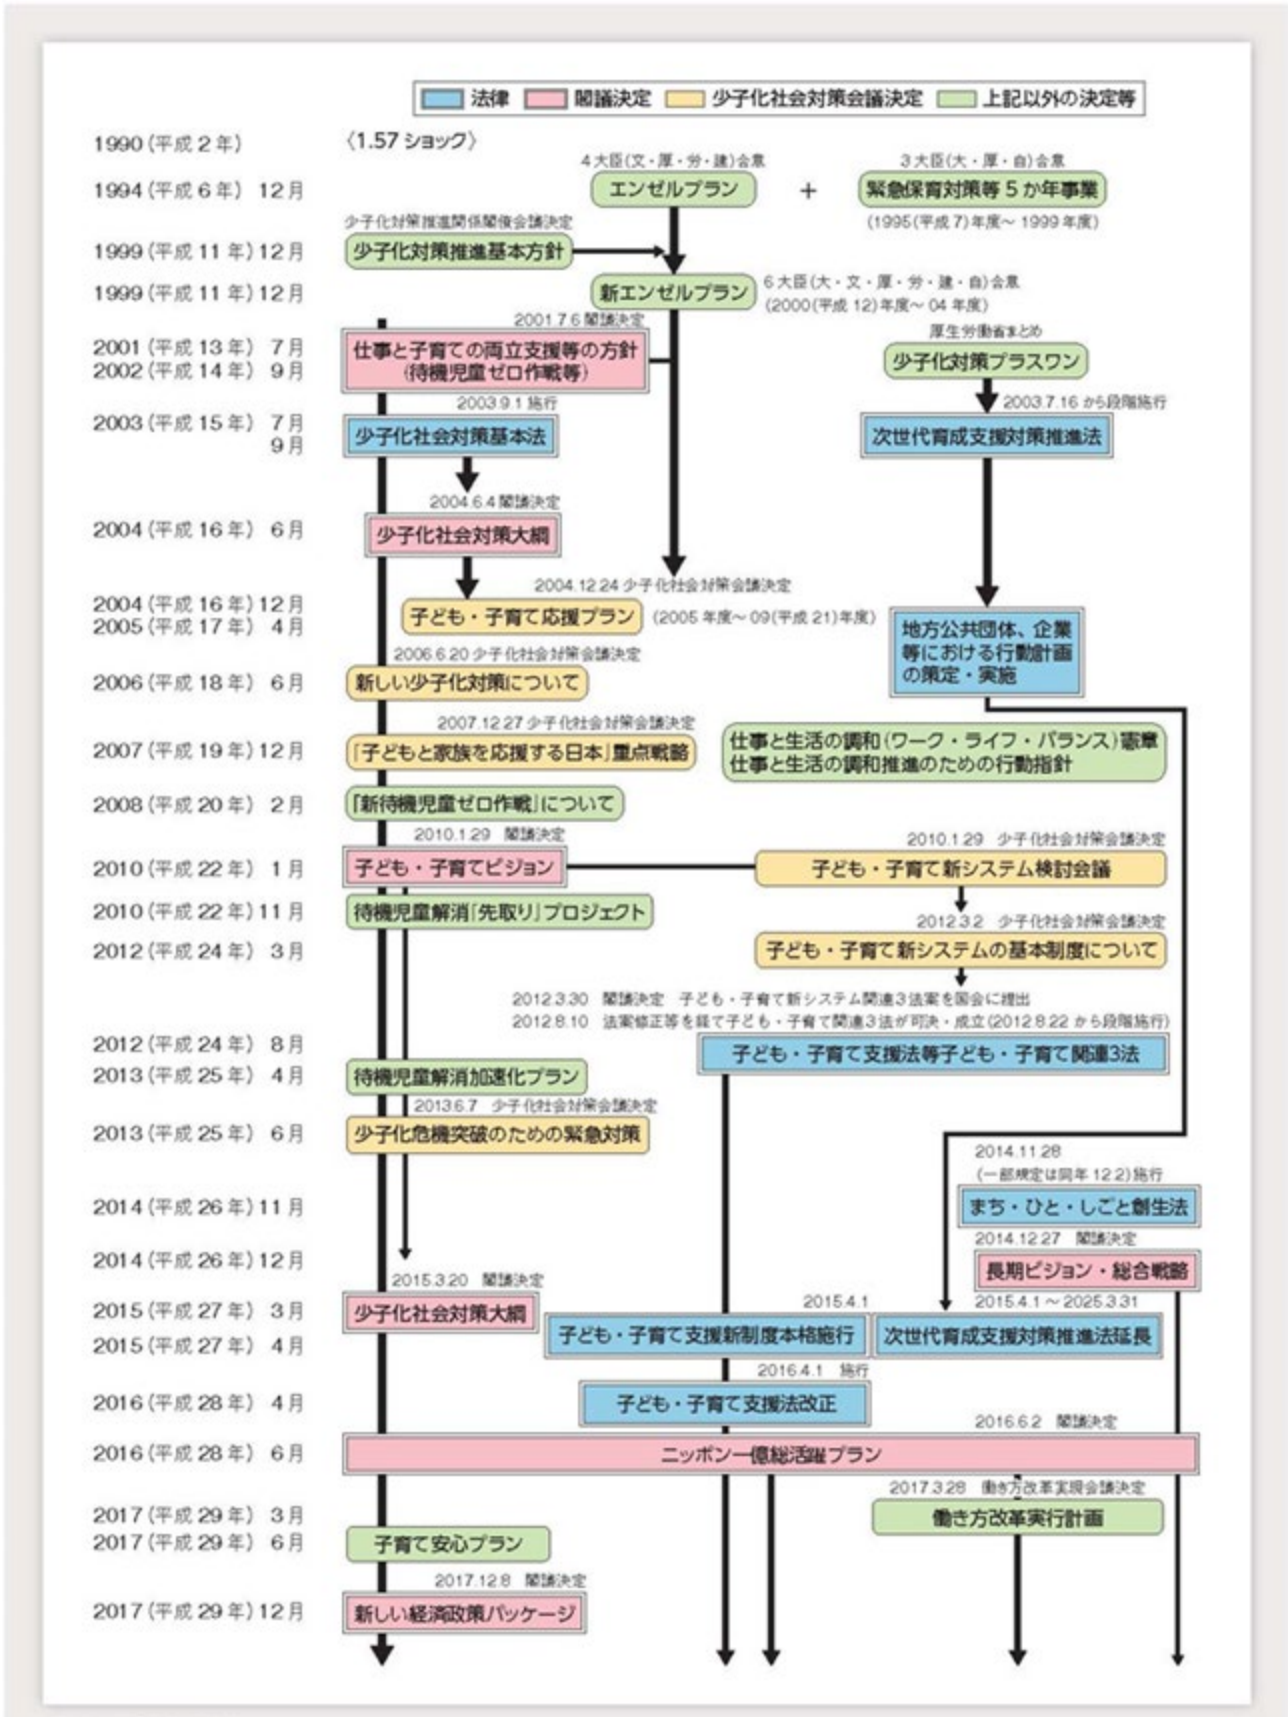 法律 閣議決定 少子化社会対策会議決定 上記以外の決定等
1990(平成2年) 〈1.57ショック〉
4大臣(文・厚・労・建)合意 3大臣(大・厚・自)合意
1994(平成6年) 12月 エンゼルプラン + 緊急保育対策等5か年事業
(1995(平成7)年度～1999年度)
少子化対策推進関係閣僚会議決定
1999(平成11年)12月 少子化対策推進基本方針
1999(平成11年)12月 新エンゼルプラン 6大臣(大・文・厚・労・建・自)合意
(2000(平成12)年度～04年度)
2001.7.6 閣議決定 厚生労働省まとめ
2001(平成13年) 7月 仕事と子育ての両立支援等の方針
2002(平成14年) 9月 (待機児童ゼロ作戦等) 少子化対策プラスワン
2003.9.1 施行 2003.7.16から段階施行
2003(平成15年) 7月
9月 少子化社会対策基本法 次世代育成支援対策推進法
2004.6.4 閣議決定
2004(平成16年) 6月 少子化社会対策大綱
2004.12.24 少子化社会対策会議決定
2004(平成16年)12月 子ども・子育て応援プラン (2005年度～09(平成21)年度)
2005(平成17年) 4月 地方公共団体、企業
等における行動計画
の策定・実施
2006.6.20 少子化社会対策会議決定
2006(平成18年) 6月 新しい少子化対策について
2007.12.27 少子化社会対策会議決定
2007(平成19年)12月 「子どもと家族を応援する日本」重点戦略 仕事と生活の調和(ワーク・ライフ・バランス)憲章
仕事と生活の調和推進のための行動指針
2008(平成20年) 2月 「新待機児童ゼロ作戦」について
2010.1.29 閣議決定 2010.1.29 少子化社会対策会議決定
2010(平成22年) 1月 子ども・子育てビジョン 子ども・子育て新システム検討会議
2010(平成22年)11月 待機児童解消「先取り」プロジェクト 2012.3.2 少子化社会対策会議決定
2012(平成24年) 3月 子ども・子育て新システムの基本制度について
2012.3.30 閣議決定 子ども・子育て新システム関連3法案を国会に提出
2012.8.10 法案修正等を経て子ども・子育て関連3法が可決・成立(2012.8.22から段階施行)
2012(平成24年) 8月 子ども・子育て支援法等子ども・子育て関連3法
2013(平成25年) 4月 待機児童解消加速化プラン
2013.6.7 少子化社会対策会議決定
2013(平成25年) 6月 少子化危機突破のための緊急対策
2014.11.28
(一部規定は同年12.2)施行
2014(平成26年)11月 まち・ひと・しごと創生法
2014.12.27 閣議決定
2014(平成26年)12月 長期ビジョン・総合戦略
2015.3.20 閣議決定
2015(平成27年) 3月 少子化社会対策大綱 2015.4.1 2015.4.1～2025.3.31
2015(平成27年) 4月 子ども・子育て支援新制度本格施行 次世代育成支援対策推進法延長
2016.4.1 施行
2016(平成28年) 4月 子ども・子育て支援法改正
2016.6.2 閣議決定
2016(平成28年) 6月 ニッポン一億総活躍プラン
2017.3.28 働き方改革実現会議決定
2017(平成29年) 3月 働き方改革実行計画
2017(平成29年) 6月 子育て安心プラン
2017.12.8 閣議決定
2017(平成29年)12月 新しい経済政策パッケージ